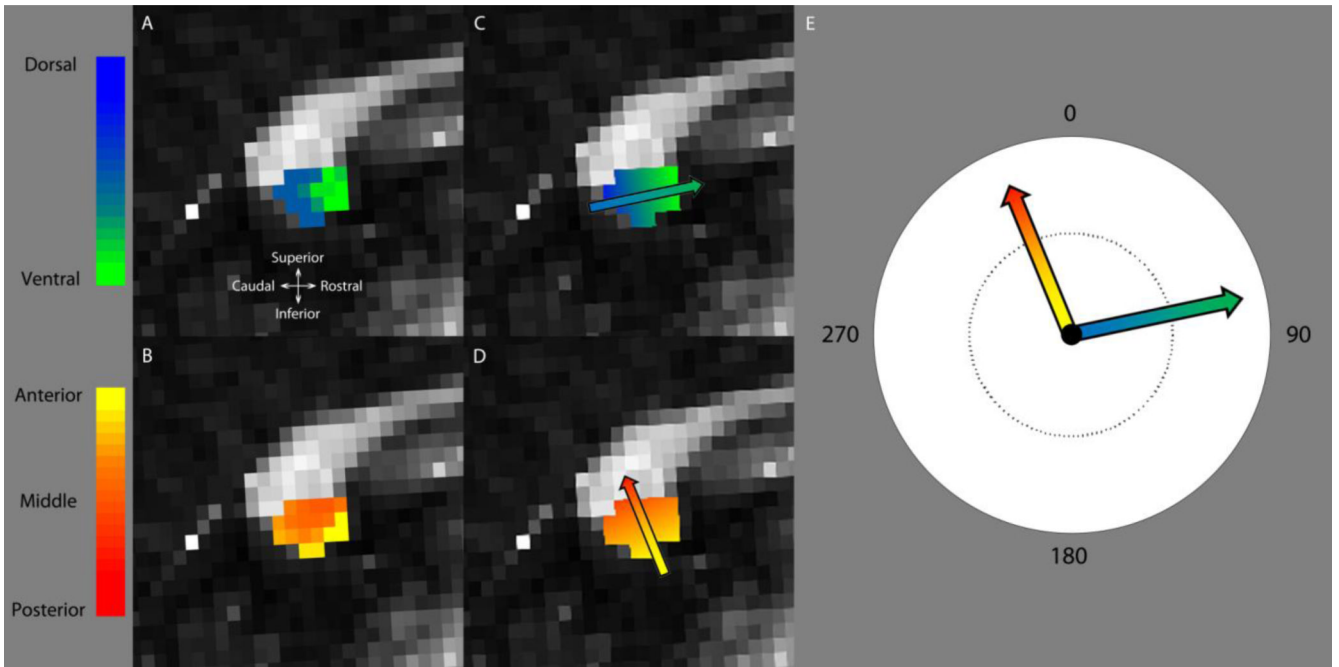 A
C
E
Dorsal
Ventral
Superior
Caudal
Rostral
Inferior
0
270
90
180
B
D
Anterior
Middle
Posterior